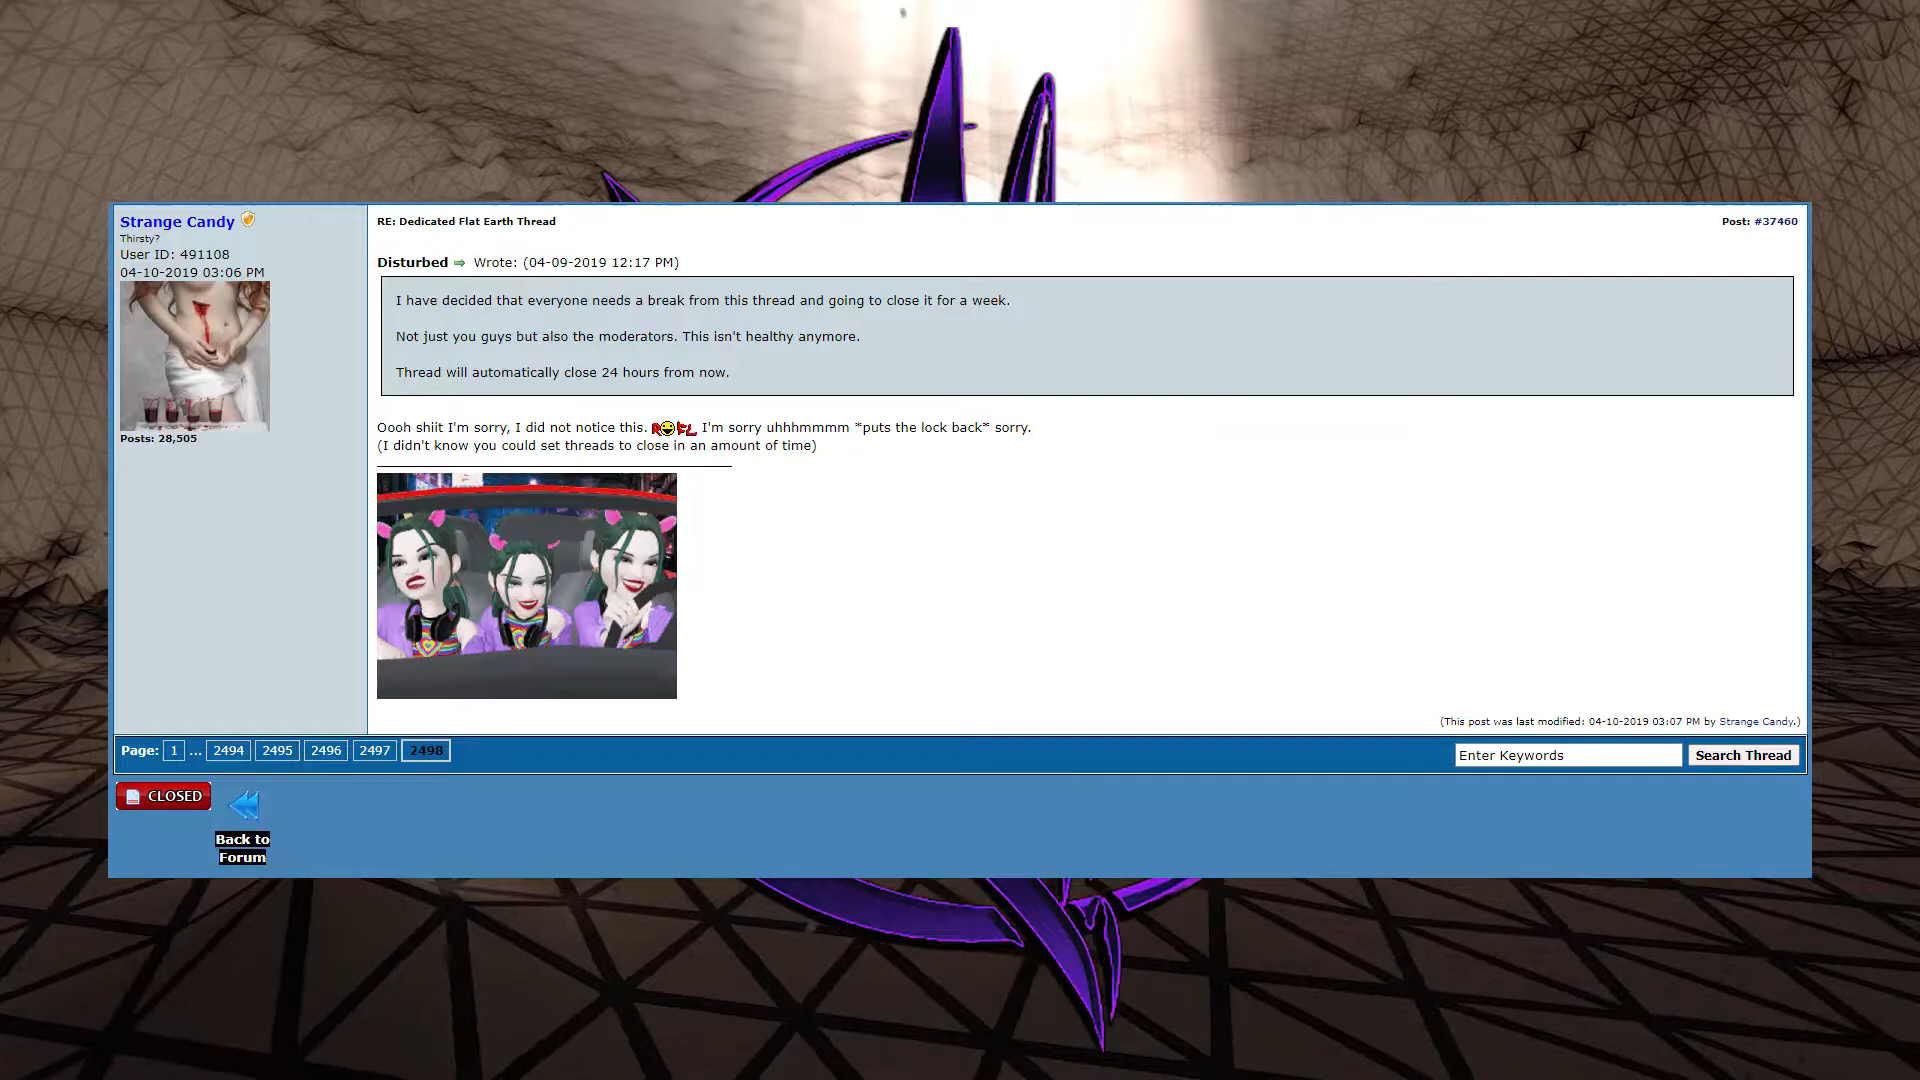 Strange Candy
Thirsty?
User ID: 491108
04-10-2019 03:06 PM
Posts: 28,505
RE: Dedicated Flat Earth Thread
Post: #37460
Disturbed Wrote: (04-09-2019 12:17 PM)
I have decided that everyone needs a break from this thread and going to close it for a week.
Not just you guys but also the moderators. This isn't healthy anymore.
Thread will automatically close 24 hours from now.
Oooh shiit I'm sorry, I did not notice this. ROFL I'm sorry uhhhmmmm *puts the lock back* sorry.
(I didn't know you could set threads to close in an amount of time)
(This post was last modified: 04-10-2019 03:07 PM by Strange Candy.)
Page: 1 ... 2494 2495 2496 2497 2498
Enter Keywords Search Thread
CLOSED
Back to
Forum